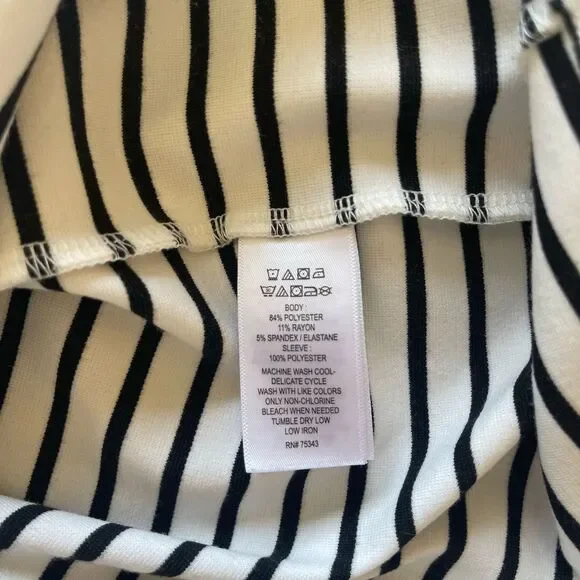 BODY :
84% POLYESTER
11% RAYON
5% SPANDEX / ELASTANE
SLEEVE :
100% POLYESTER
MACHINE WASH COOL-
DELICATE CYCLE
WASH WITH LIKE COLORS
ONLY NON-CHLORINE
BLEACH WHEN NEEDED
TUMBLE DRY LOW
LOW IRON
RN# 75343